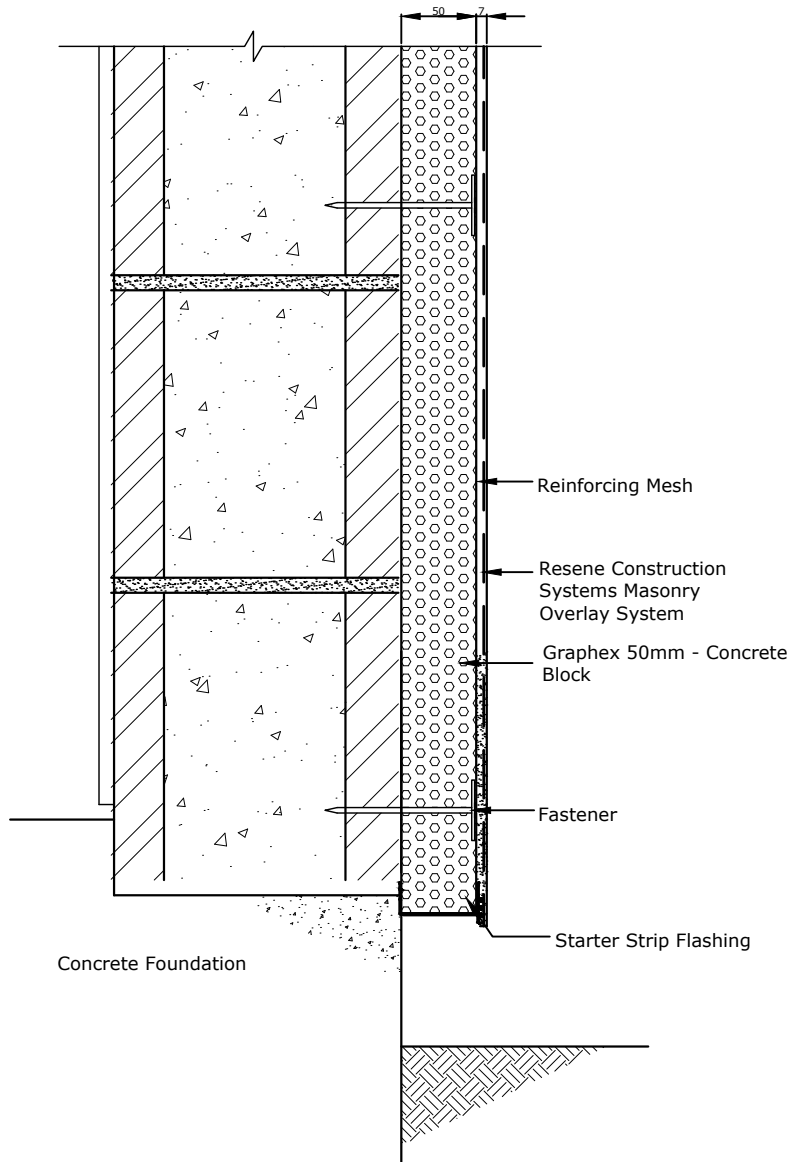 50 7
Reinforcing Mesh
Resene Construction
Systems Masonry
Overlay System
Graphex 50mm - Concrete
Block
Fastener
Starter Strip Flashing
Concrete Foundation